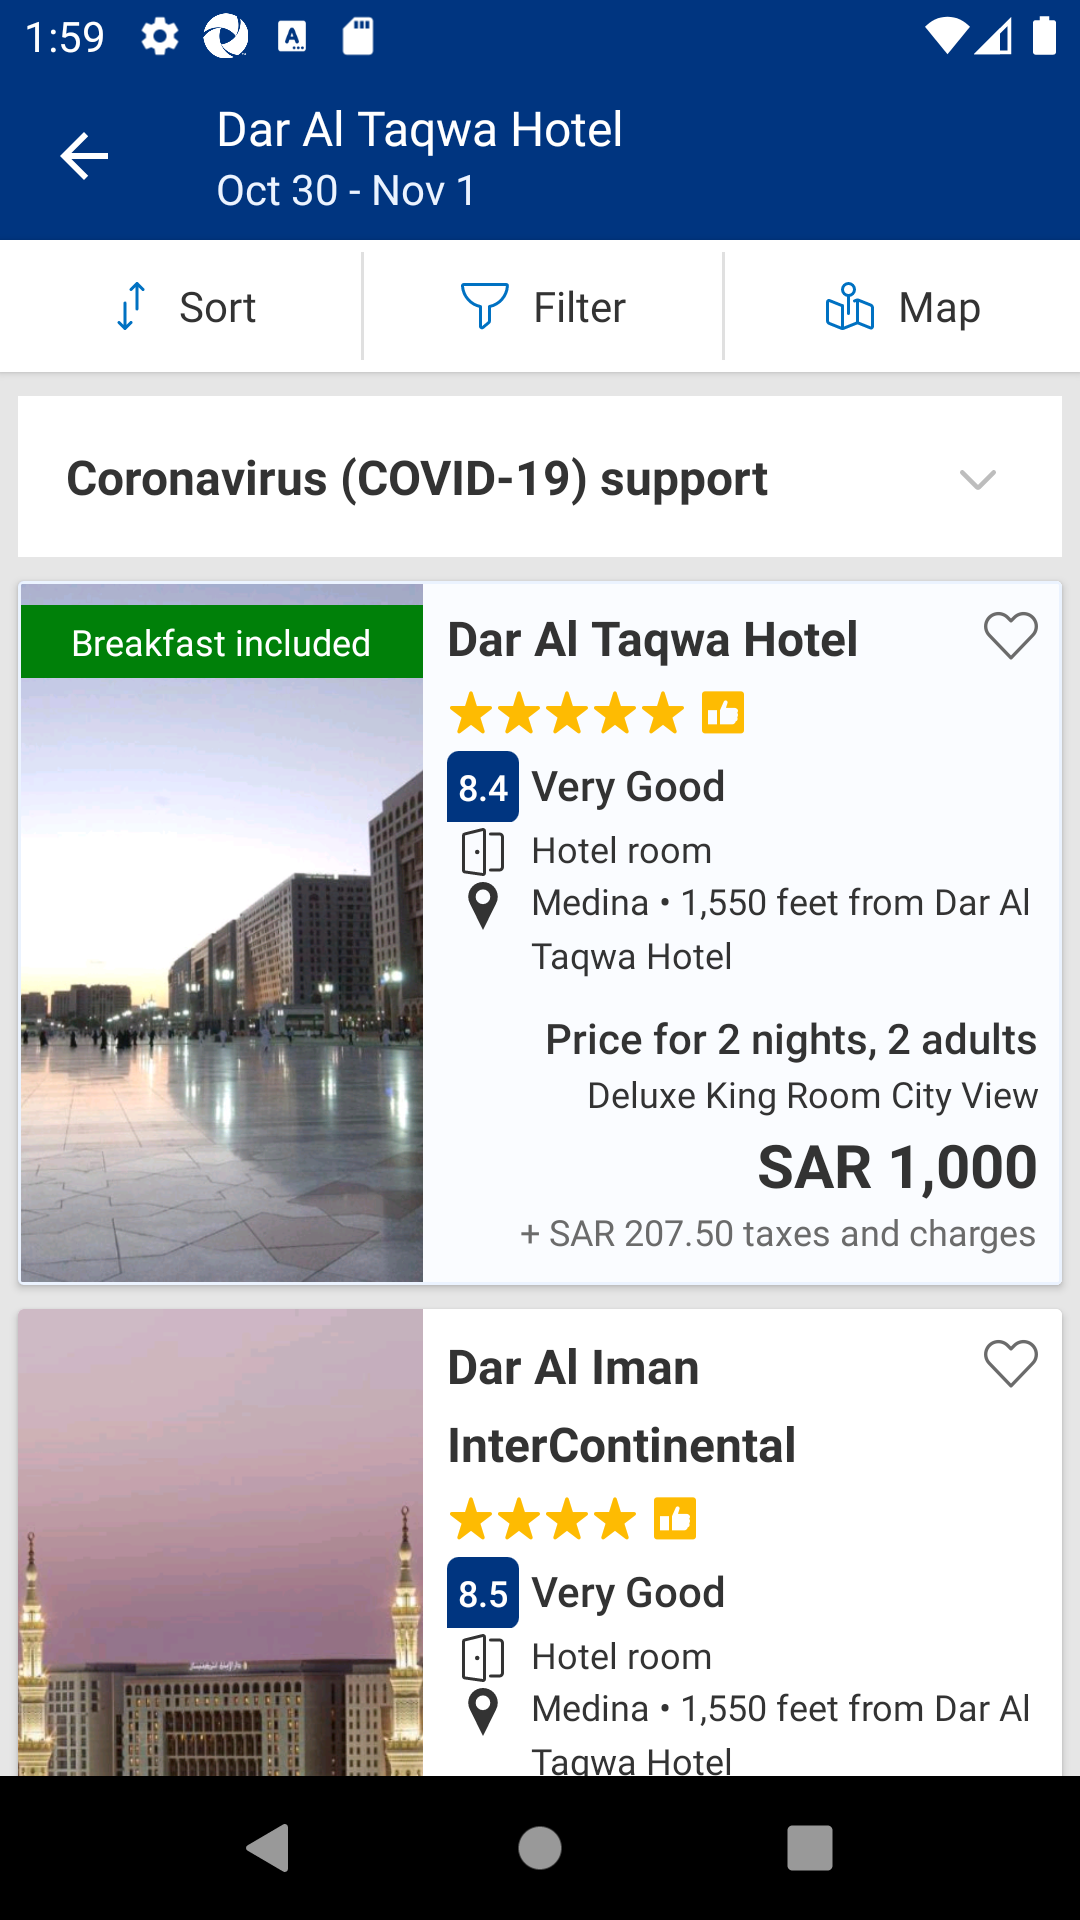 1:59
Dar Al Taqwa Hotel
Oct 30 - Nov 1
Sort
Filter
Map
Coronavirus (COVID-19) support
Breakfast included
Dar Al Taqwa Hotel
8.4 Very Good
Hotel room
Medina • 1,550 feet from Dar Al
Taqwa Hotel
Price for 2 nights, 2 adults
Deluxe King Room City View
SAR 1,000
+ SAR 207.50 taxes and charges
Dar Al Iman
InterContinental
8.5 Very Good
Hotel room
Medina • 1,550 feet from Dar Al
Taqwa Hotel